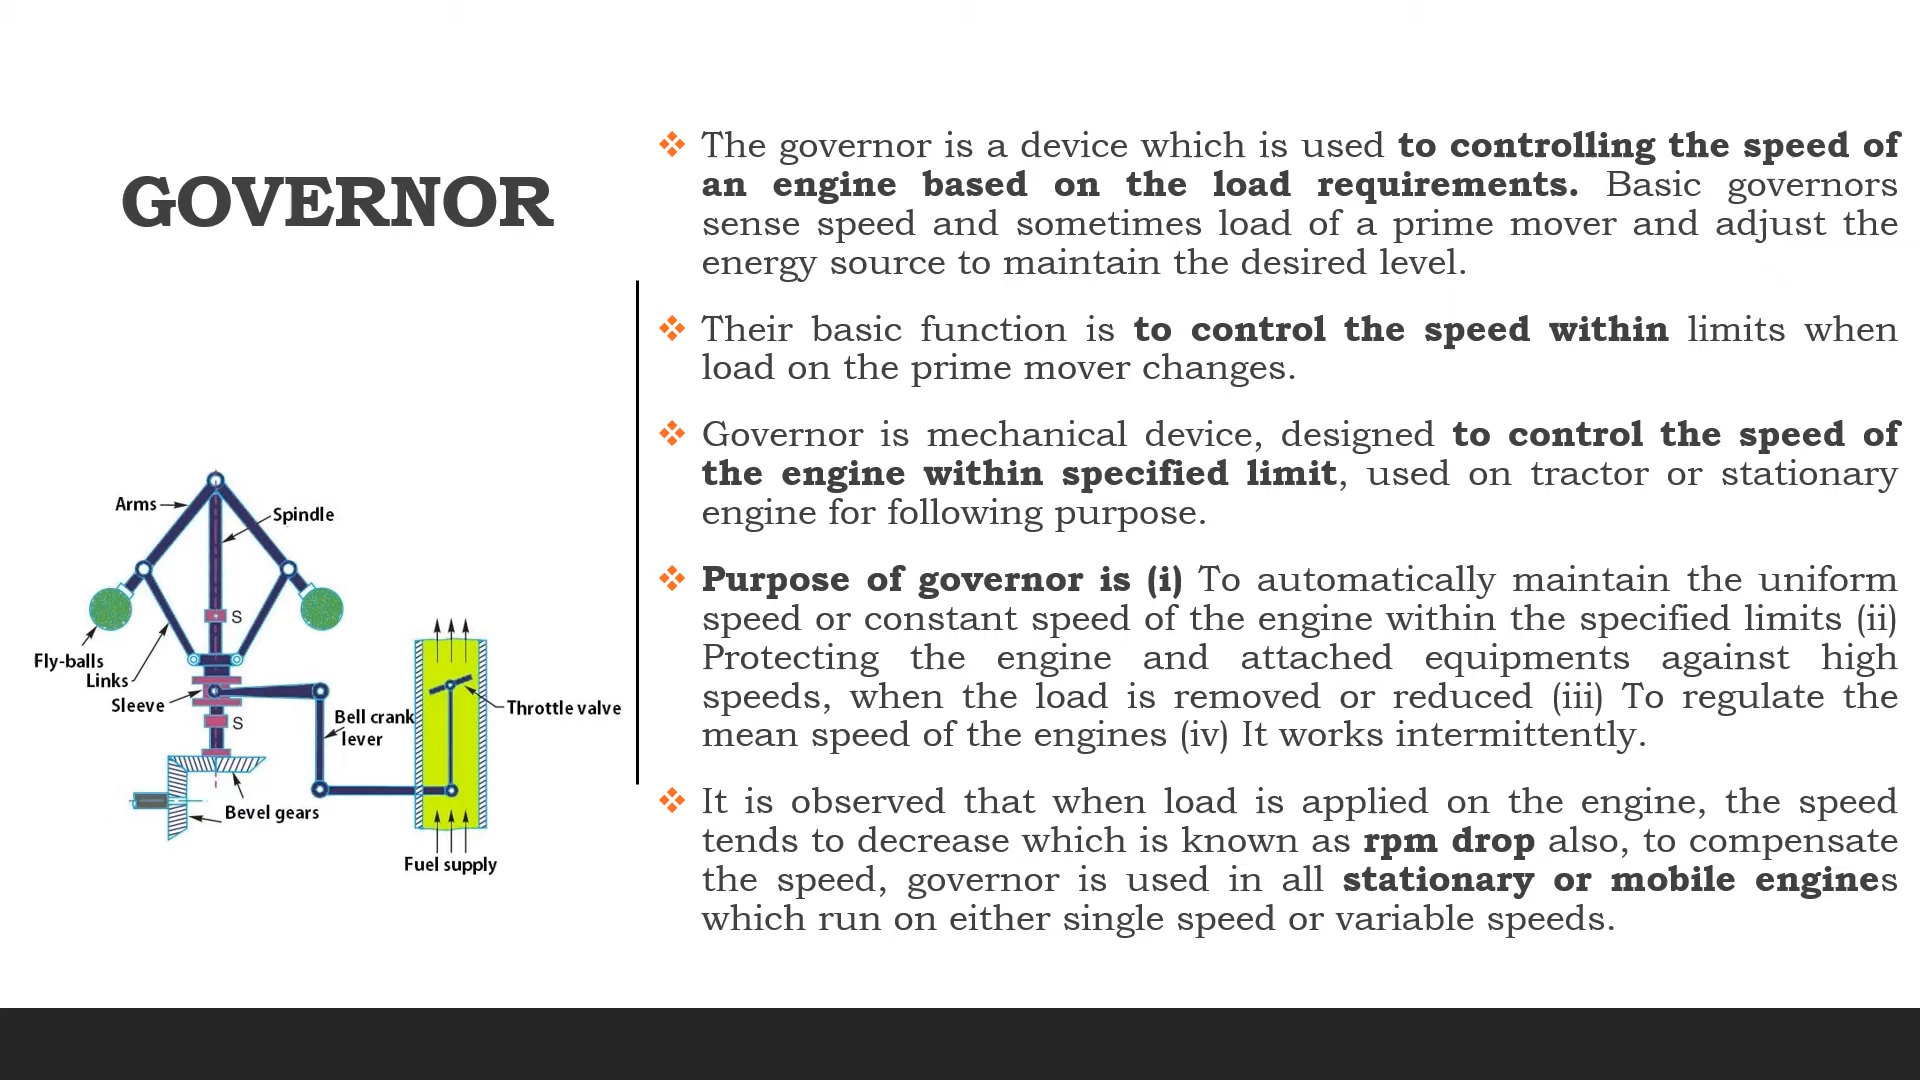 GOVERNOR
❖ The governor is a device which is used to controlling the speed of
an engine based on the load requirements. Basic governors
sense speed and sometimes load of a prime mover and adjust the
energy source to maintain the desired level.
❖ Their basic function is to control the speed within limits when
load on the prime mover changes.
❖ Governor is mechanical device, designed to control the speed of
the engine within specified limit, used on tractor or stationary
engine for following purpose.
❖ Purpose of governor is (i) To automatically maintain the uniform
speed or constant speed of the engine within the specified limits (ii)
Protecting the engine and attached equipments against high
speeds, when the load is removed or reduced (iii) To regulate the
mean speed of the engines (iv) It works intermittently.
❖ It is observed that when load is applied on the engine, the speed
tends to decrease which is known as rpm drop also, to compensate
the speed, governor is used in all stationary or mobile engines
which run on either single speed or variable speeds.
Arms
Spindle
S
Fly-balls
Links
Sleeve
S
Bell crank
lever
Throttle valve
Bevel gears
Fuel supply